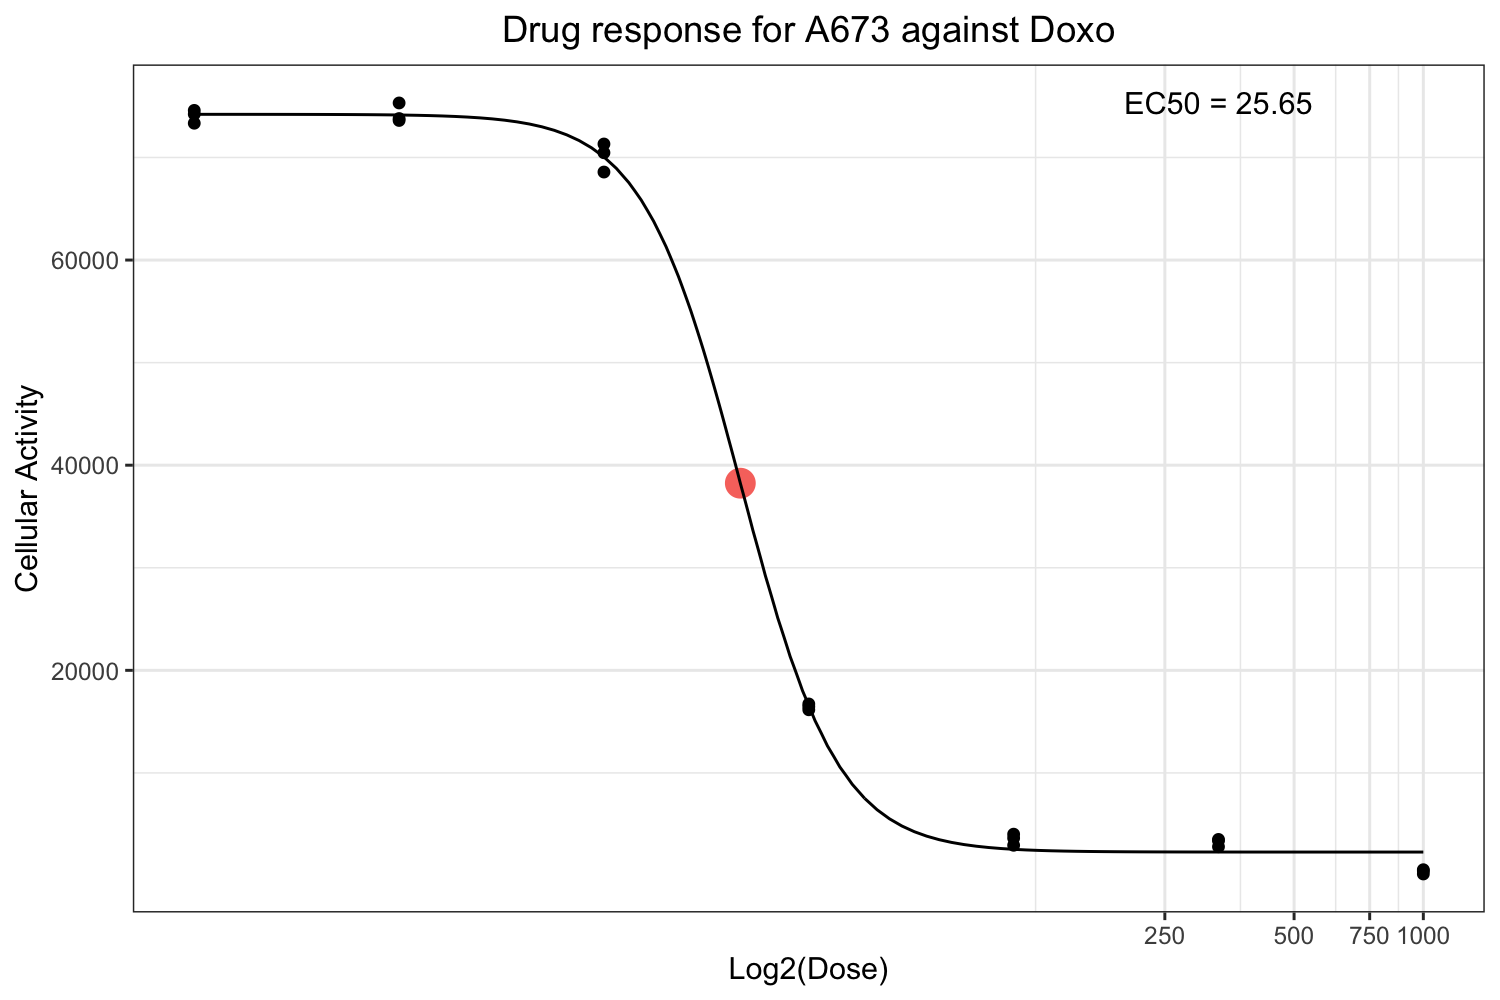 Drug response for A673 against Doxo
EC50 = 25.65
60000
40000
20000
Cellular Activity
250 500 750 1000
Log2(Dose)